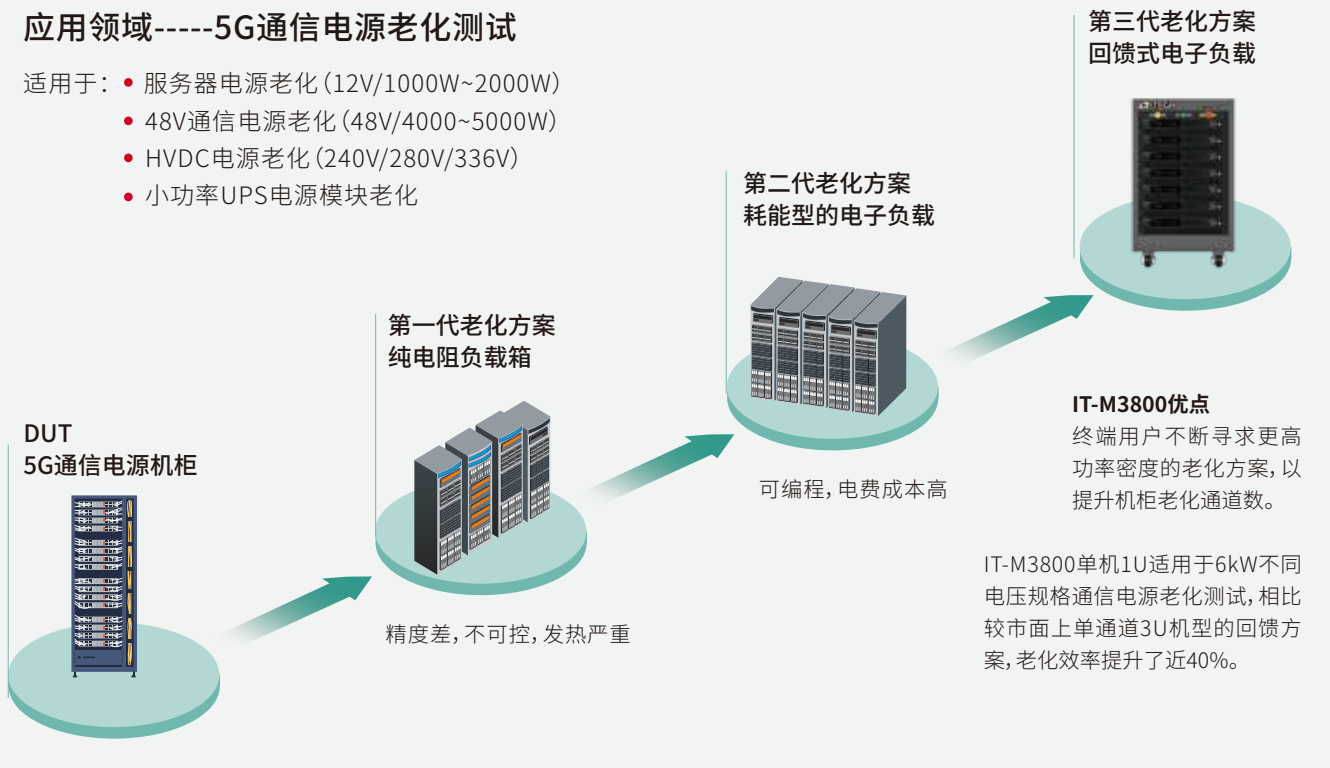 应用领域-----5G通信电源老化测试
适用于：• 服务器电源老化（12V/1000W~2000W）
• 48V通信电源老化（48V/4000~5000W）
• HVDC电源老化（240V/280V/336V）
• 小功率UPS电源模块老化
第三代老化方案
回馈式电子负载
第二代老化方案
耗能型的电子负载
第一代老化方案
纯电阻负载箱
DUT
5G通信电源机柜
精度差，不可控，发热严重
可编程，电费成本高
IT-M3800优点
终端用户不断寻求更高
功率密度的老化方案，以
提升机柜老化通道数。
IT-M3800单机1U适用于6kW不同
电压规格通信电源老化测试，相比
较市面上单通道3U机型的回馈方
案，老化效率提升了近40%。